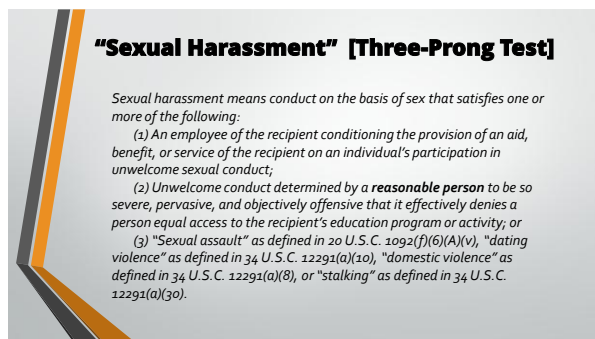 “Sexual Harassment” [Three-Prong Test]
Sexual harassment means conduct on the basis of sex that satisfies one or
more of the following:
(1) An employee of the recipient conditioning the provision of an aid,
benefit, or service of the recipient on an individual’s participation in
unwelcome sexual conduct;
(2) Unwelcome conduct determined by a reasonable person to be so
severe, pervasive, and objectively offensive that it effectively denies a
person equal access to the recipient’s education program or activity; or
(3) “Sexual assault” as defined in 20 U.S.C. 1092(f)(6)(A)(v), “dating
violence” as defined in 34 U.S.C. 12291(a)(10), “domestic violence” as
defined in 34 U.S.C. 12291(a)(8), or “stalking” as defined in 34 U.S.C.
12291(a)(30).